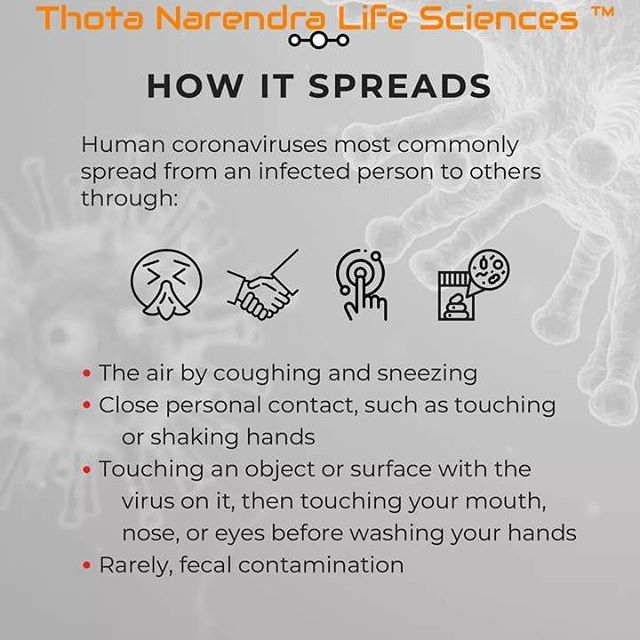 Thota Narendra Life Sciences ™
HOW IT SPREADS
Human coronaviruses most commonly
spread from an infected person to others
through:
• The air by coughing and sneezing
• Close personal contact, such as touching
or shaking hands
• Touching an object or surface with the
virus on it, then touching your mouth,
nose, or eyes before washing your hands
• Rarely, fecal contamination